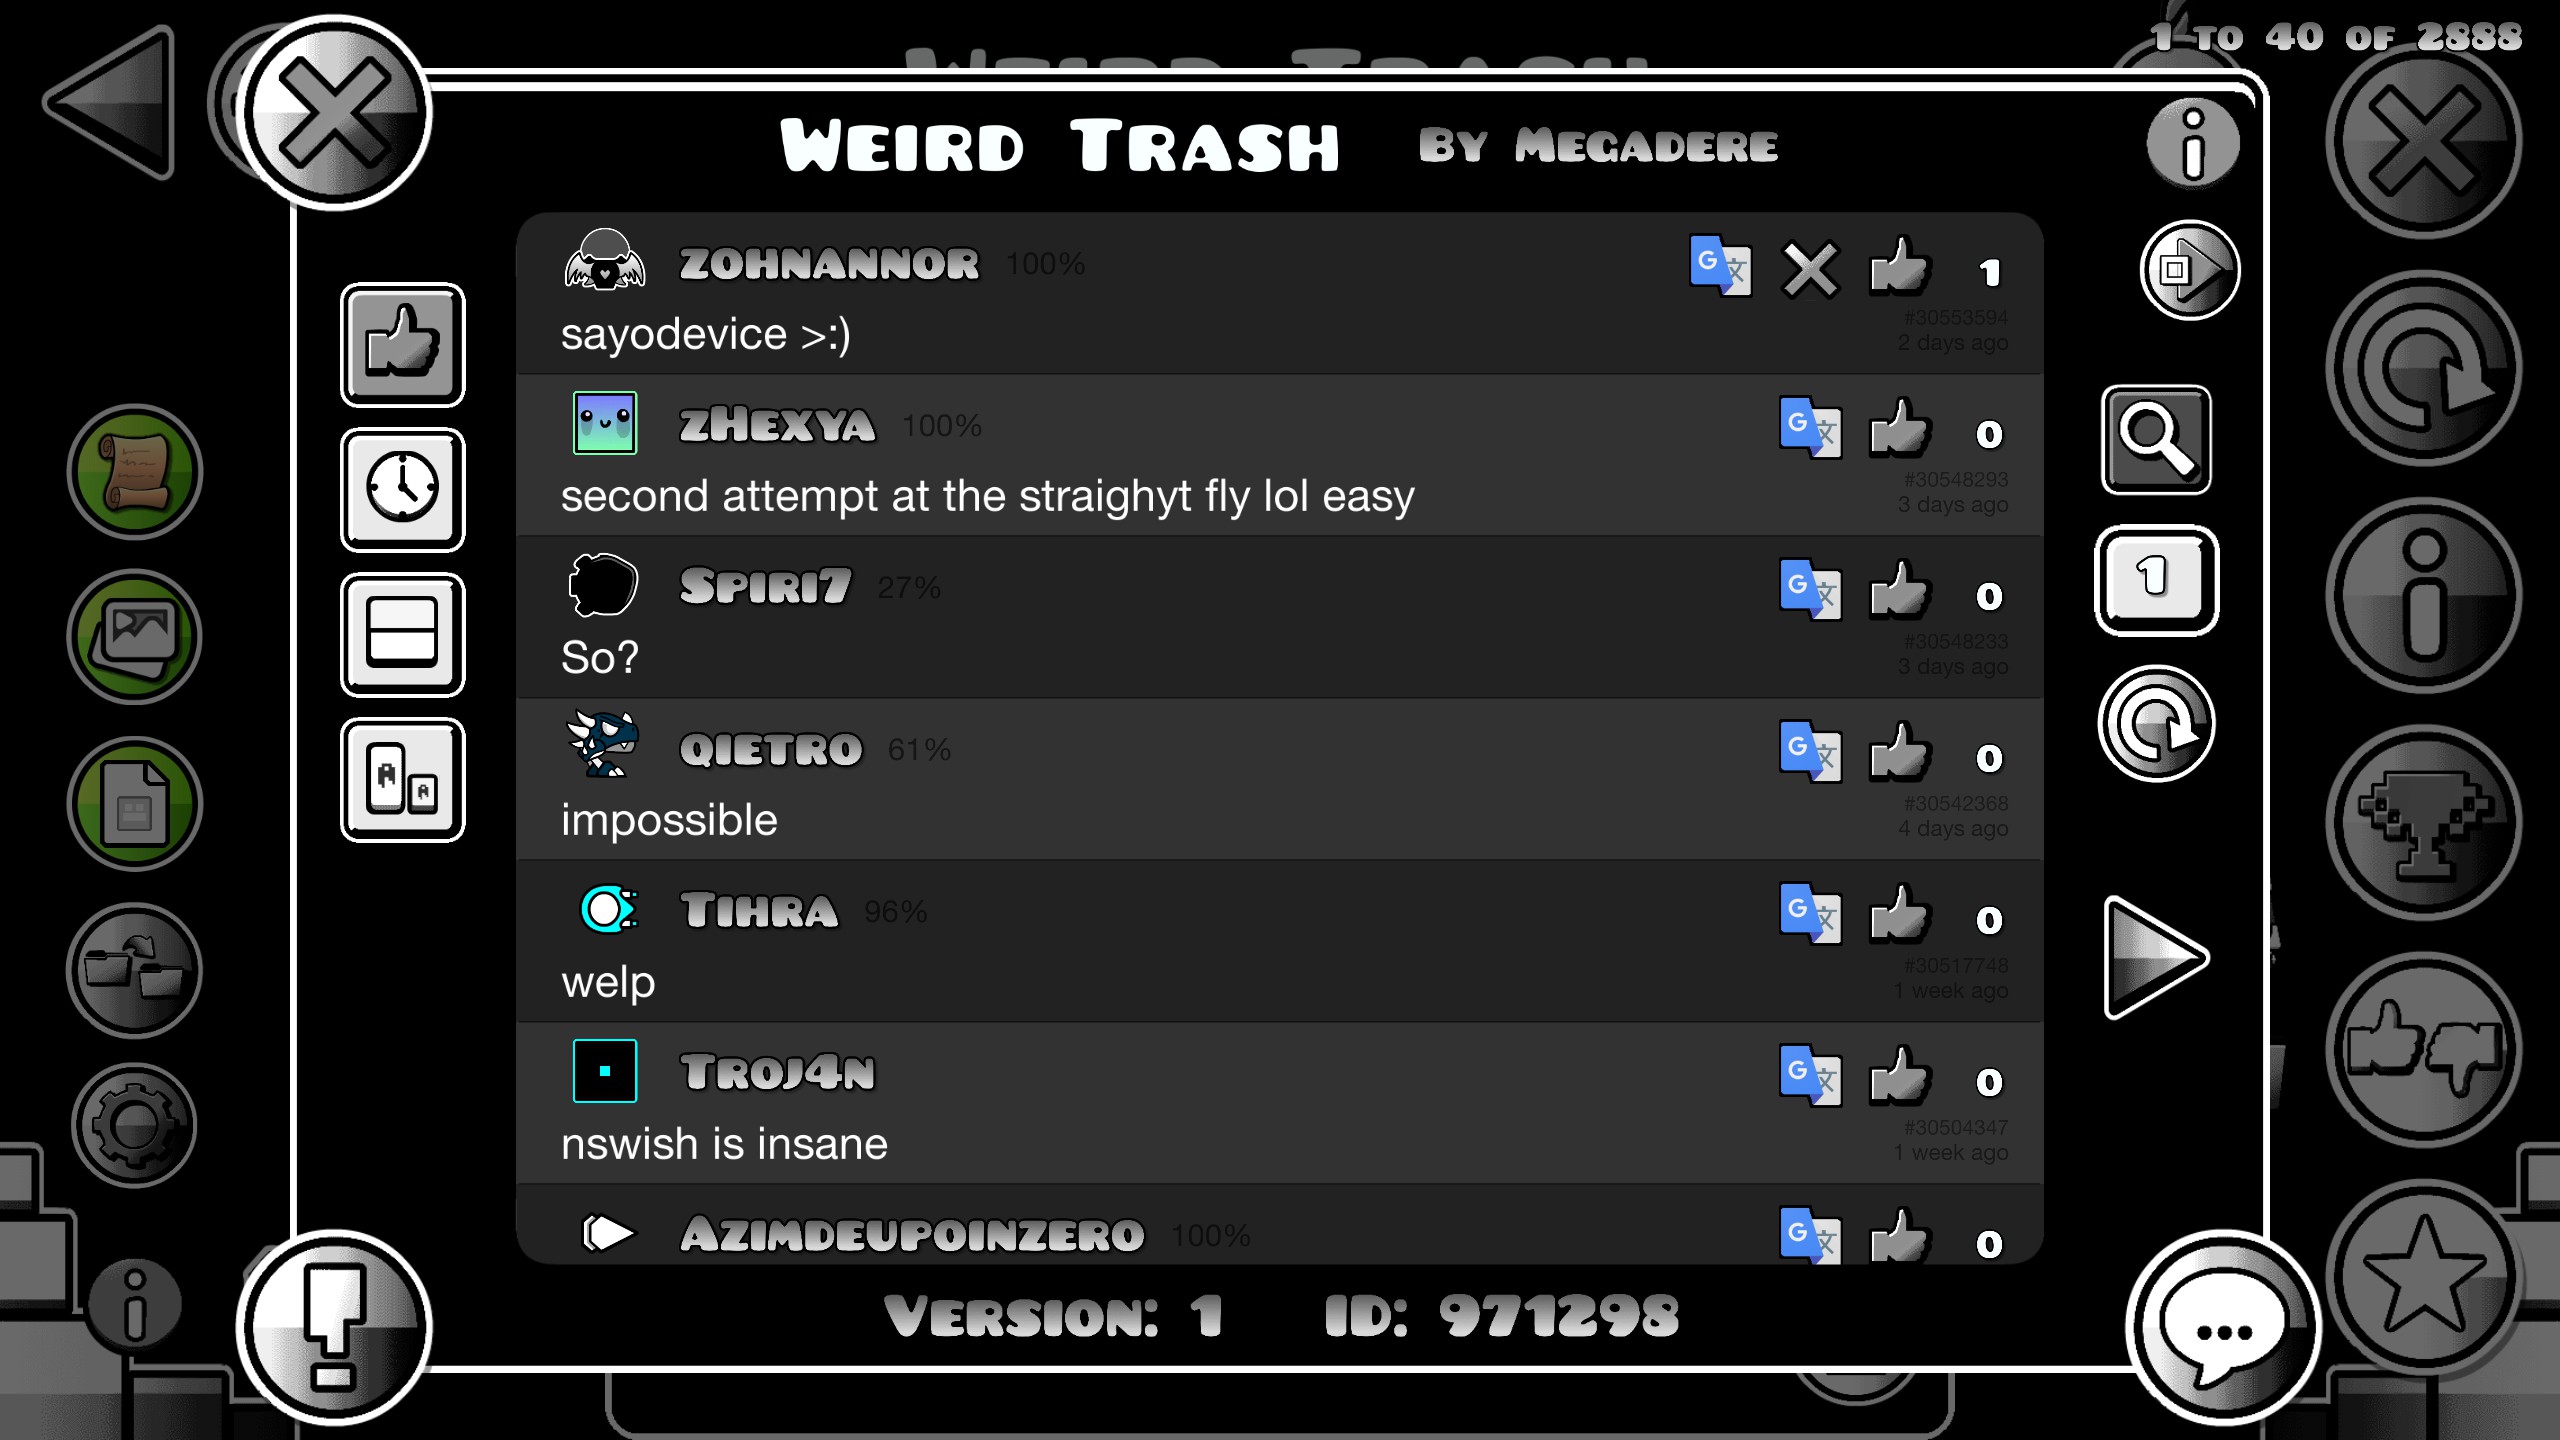 1 to 40 of 2888
Weird Trash
Weird Trash By Megadere
zohnannor 100% 1
#30553594
sayodevice >:)
2 days ago
zHexya 100% 0
#30548293
second attempt at the straighyt fly lol easy
3 days ago
Spiri7 27% 0
#30548233
So?
3 days ago
qietro 61% 0
#30542368
impossible
4 days ago
Tihra 96% 0
#30517748
welp
1 week ago
Troj4n 0
#30504347
nswish is insane
1 week ago
Azimdeupoinzero 100% 0
1
Version: 1 ID: 971298